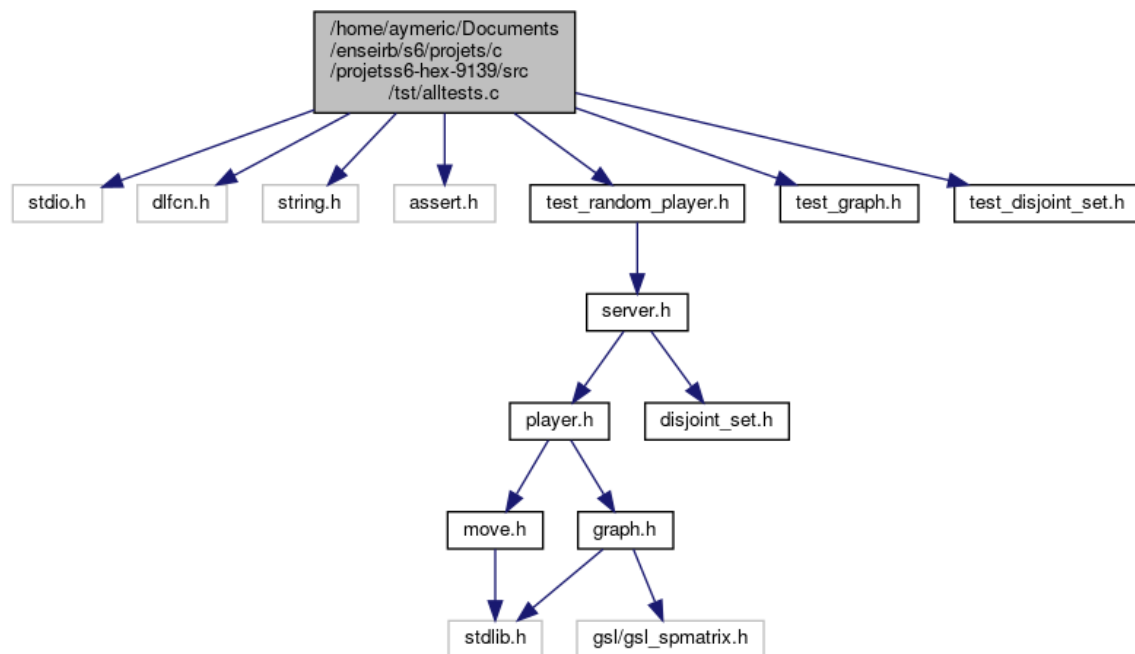 /home/aymeric/Documents
/enseirb/s6/projets/c
/projetss6-hex-9139/src
/tst/alltests.c
stdio.h
dlfcn.h
string.h
assert.h
test_random_player.h
test_graph.h
test_disjoint_set.h
server.h
player.h
disjoint_set.h
move.h
graph.h
stdlib.h
gsl/gsl_spmatrix.h